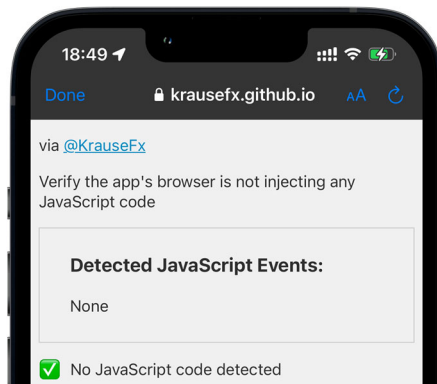 18:49
Done
krausefx.github.io
AA
via @KrauseFx
Verify the app's browser is not injecting any
JavaScript code
Detected JavaScript Events:
None
No JavaScript code detected